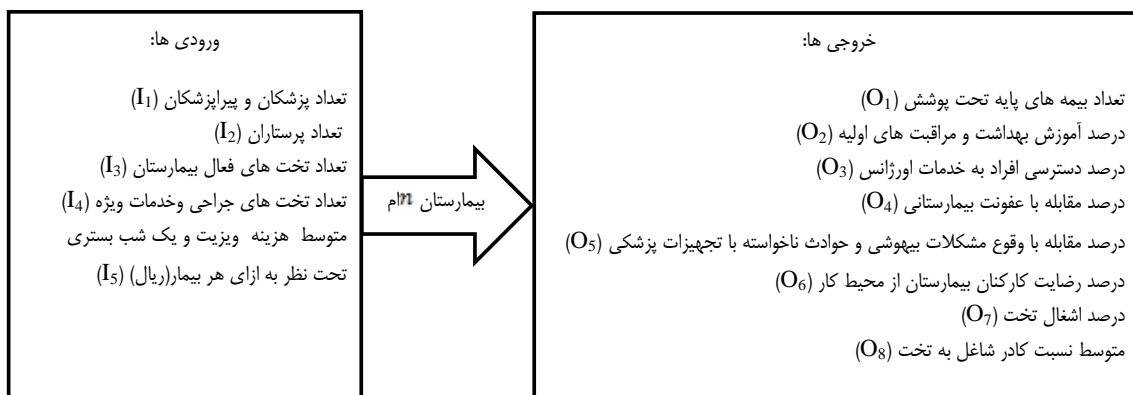 ورودی ها:
تعداد پزشکان و پیراپزشکان (I₁)
تعداد پرستاران (I₂)
تعداد تخت های فعال بیمارستان (I₃)
تعداد تخت های جراحی وخدمات ویژه (I₄)
متوسط هزینه ویزیت و یک شب بستری
تحت نظر به ازای هر بیمار(ریال) (I₅)
بیمارستان nام
خروجی ها:
تعداد بیمه های پایه تحت پوشش (O₁)
درصد آموزش بهداشت و مراقبت های اولیه (O₂)
درصد دسترسی افراد به خدمات اورژانس (O₃)
درصد مقابله با عفونت بیمارستانی (O₄)
درصد مقابله با وقوع مشکلات بیهوشی و حوادث ناخواسته با تجهیزات پزشکی (O₅)
درصد رضایت کارکنان بیمارستان از محیط کار (O₆)
درصد اشغال تخت (O₇)
متوسط نسبت کادر شاغل به تخت (O₈)